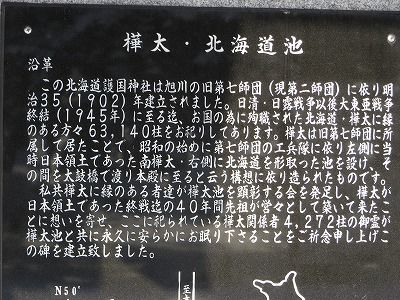 樺太・北海道池
沿革
この北海道護国神社は旭川の旧第七師団(現第二師団)に依り明
治35(1902)年建立されました。日清・日露戦争以後大東亜戦争
終結(1945年)に至る迄、お国の為に殉職された北海道・樺太に縁
のある方々63,140柱をお祀りしてあります。樺太は旧第七師団に所
属して居たことで、昭和の始めに第七師団の工兵隊に依り左側に当
時日本領土であった南樺太・右側に北海道を形取った池を設け、そ
の間を太鼓橋で渡り本殿に至ると云う構想に依り造られたものです。
私共樺太に縁のある者達が樺太池を顕彰する会を発足し、樺太が
日本領土であった終戦迄の40年間先祖が営々として築いて来たこ
とに想いを寄せ、ここに祀られている樺太関係者4,272柱の御霊が
樺太池と共に永久に安らかにお眠り下さることをご祈念申し上げこ
の碑を建立致しました。
N50°
至